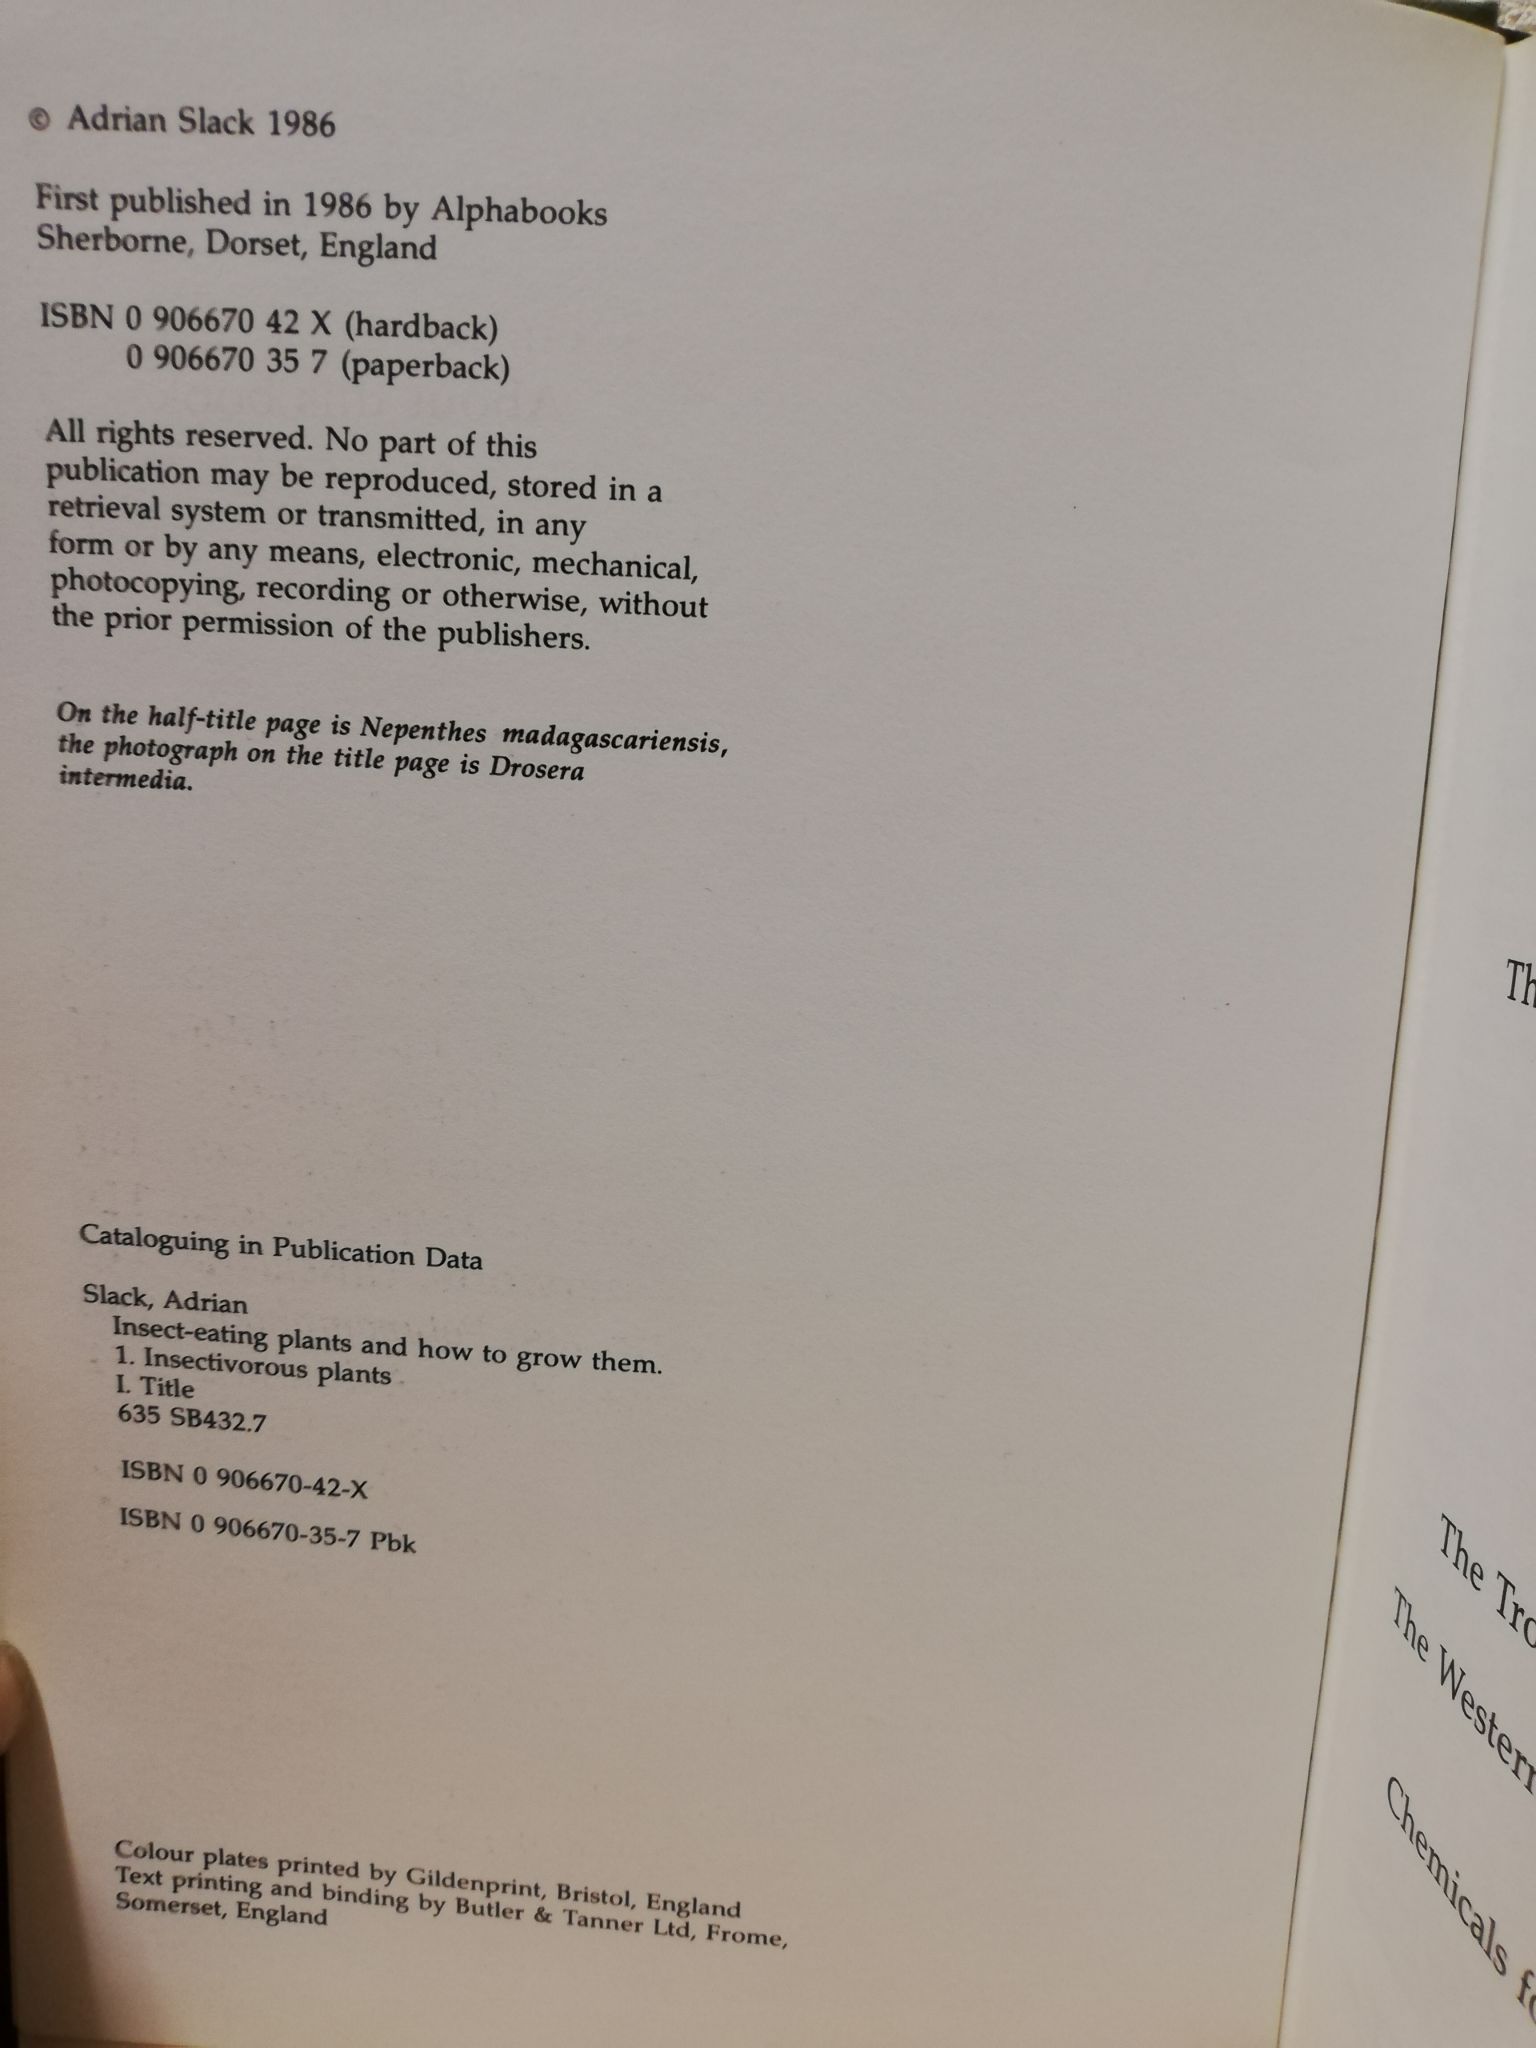 © Adrian Slack 1986
First published in 1986 by Alphabooks
Sherborne, Dorset, England
ISBN 0 906670 42 X (hardback)
0 906670 35 7 (paperback)
All rights reserved. No part of this
publication may be reproduced, stored in a
retrieval system or transmitted, in any
form or by any means, electronic, mechanical,
photocopying, recording or otherwise, without
the prior permission of the publishers.
On the half-title page is Nepenthes madagascariensis,
the photograph on the title page is Drosera
intermedia.
Cataloguing in Publication Data
Slack, Adrian
Insect-eating plants and how to grow them.
1. Insectivorous plants
I. Title
635 SB432.7
ISBN 0 906670-42-X
ISBN 0 906670-35-7 Pbk
Colour plates printed by Gildenprint, Bristol, England
Text printing and binding by Butler & Tanner Ltd, Frome,
Somerset, England
The
The Western
Chemicals